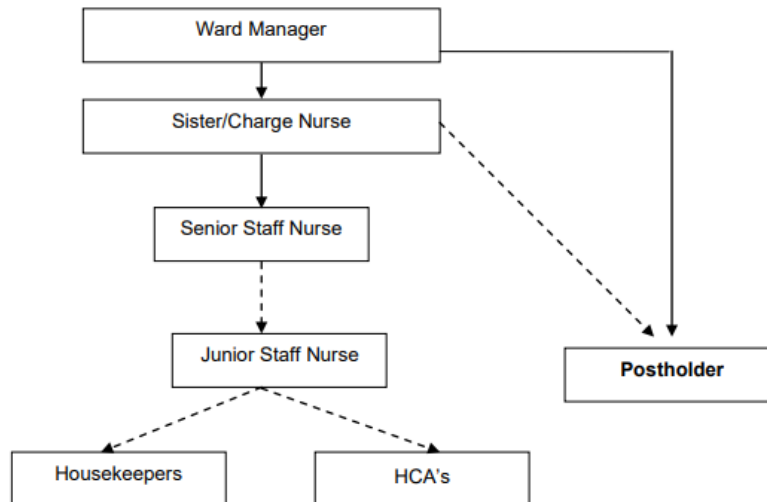 Ward Manager
Sister/Charge Nurse
Senior Staff Nurse
Junior Staff Nurse
Postholder
Housekeepers
HCA's